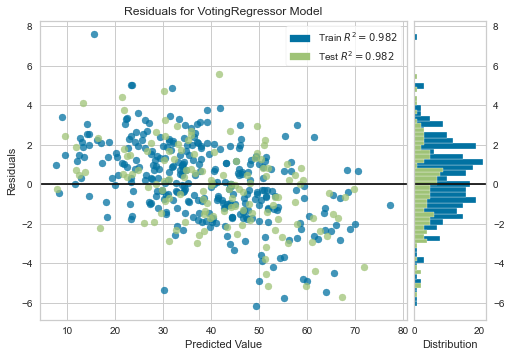 Residuals for VotingRegressor Model
Train R² = 0.982
Test R² = 0.982
Residuals
8
6
4
2
0
−2
−4
−6
10 20 30 40 50 60 70 80
Predicted Value
8
6
4
2
0
−2
−4
−6
0 20
Distribution